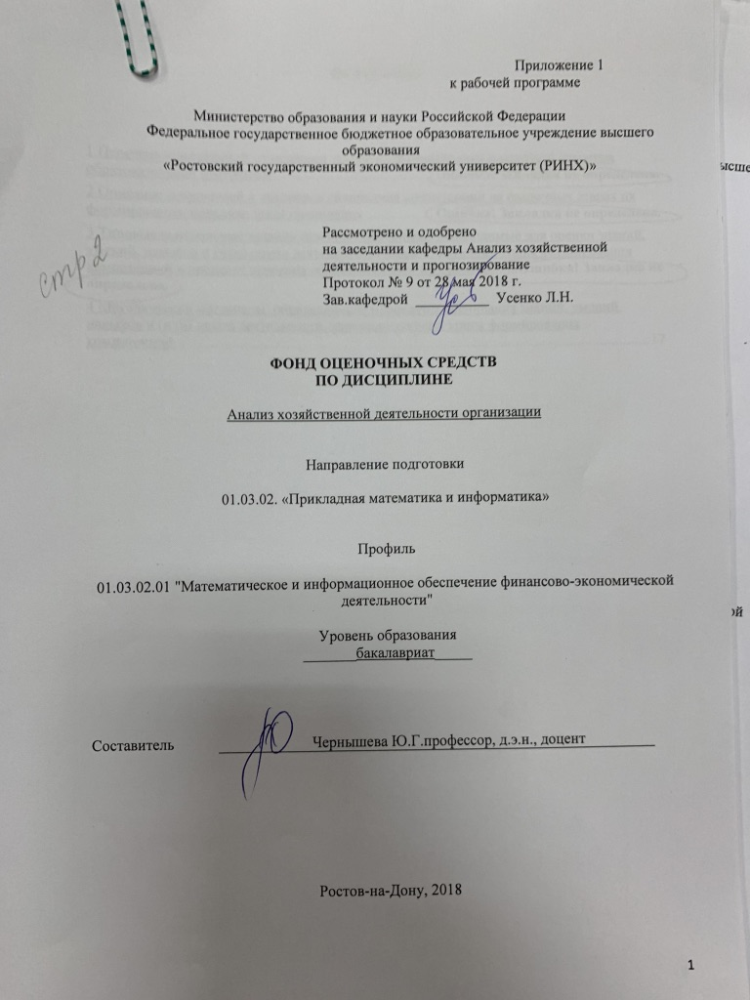 Приложение 1
к рабочей программе
Министерство образования и науки Российской Федерации
Федеральное государственное бюджетное образовательное учреждение высшего
образования
«Ростовский государственный экономический университет (РИНХ)»
ысше
Рассмотрено и одобрено
на заседании кафедры Анализ хозяйственной
деятельности и прогнозирование
Протокол № 9 от 28 мая 2018 г.
Зав.кафедрой Усенко Л.Н.
стр 2
ФОНД ОЦЕНОЧНЫХ СРЕДСТВ
ПО ДИСЦИПЛИНЕ
Анализ хозяйственной деятельности организации
Направление подготовки
01.03.02. «Прикладная математика и информатика»
Профиль
01.03.02.01 "Математическое и информационное обеспечение финансово-экономической
деятельности"
ой
Уровень образования
бакалавриат
Составитель Чернышева Ю.Г.профессор, д.э.н., доцент
Ростов-на-Дону, 2018
1